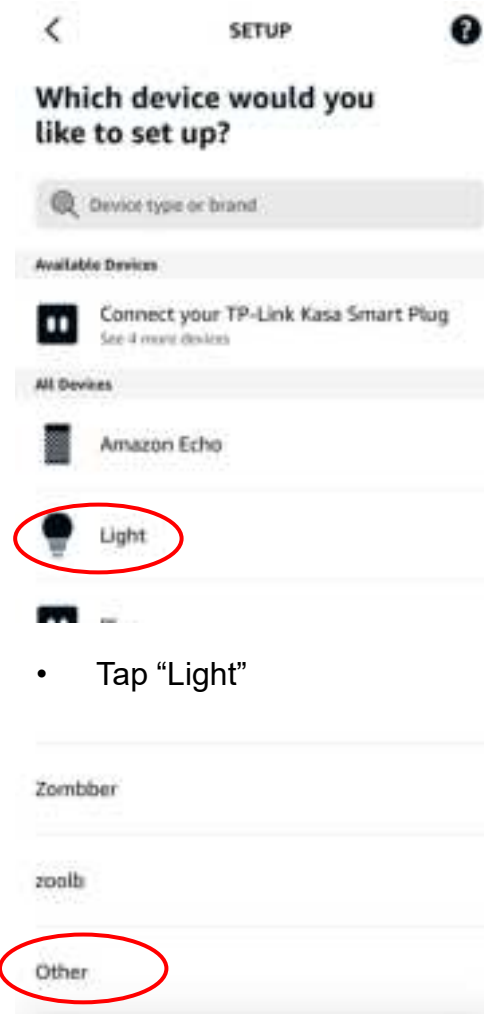 SETUP
Which device would you
like to set up?
Device type or brand
Available Devices
Connect your TP-Link Kasa Smart Plug
See 4 more devices
All Devices
Amazon Echo
Light
• Tap “Light”
Zombber
zoolb
Other